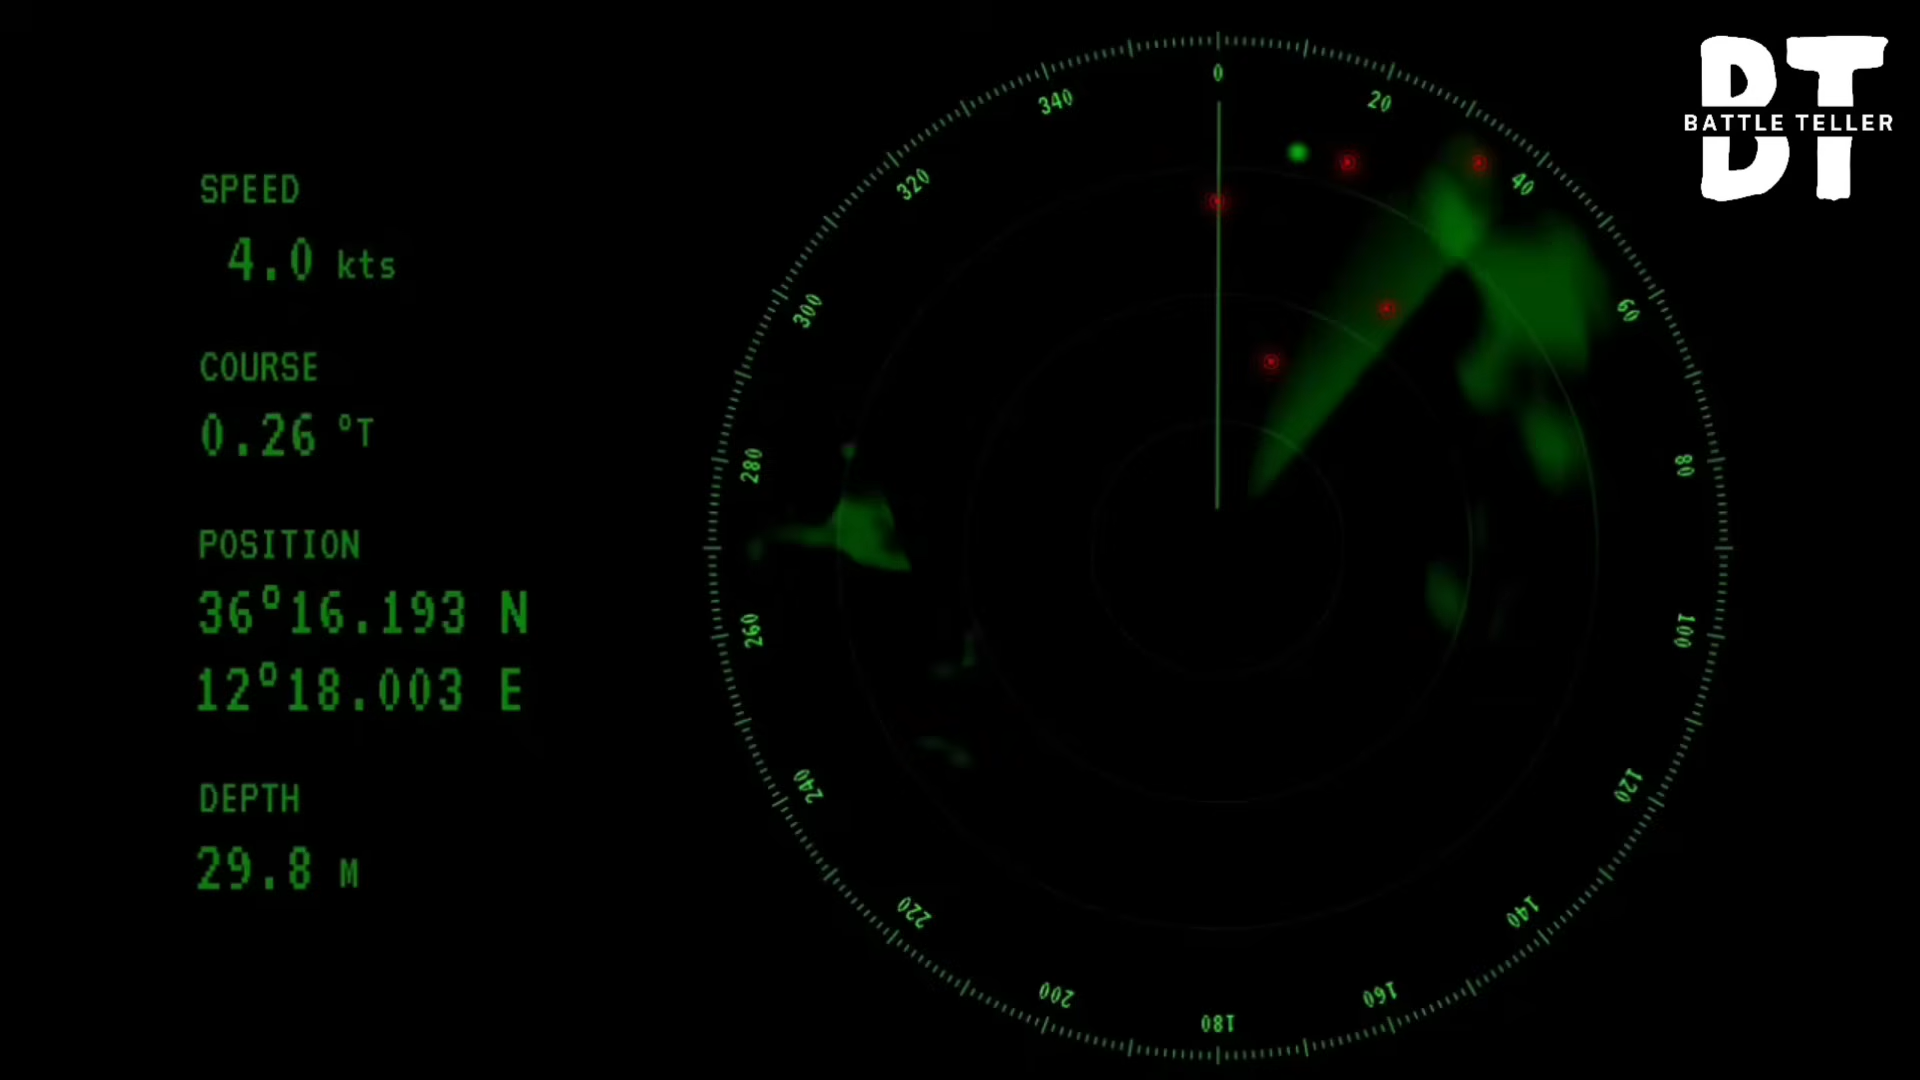 SPEED
4.0 kts
COURSE
0.26 °T
POSITION
36°16.193 N
12°18.003 E
DEPTH
29.8 M
0
20
40
60
80
100
120
140
160
180
200
220
240
260
280
300
320
340
BT
BATTLE TELLER